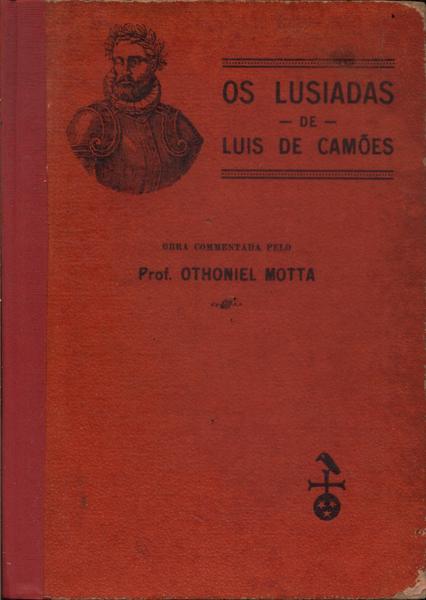 OS LUSIADAS
— DE —
LUIS DE CAMÕES
OBRA COMMENTADA PELO
Prof. OTHONIEL MOTTA